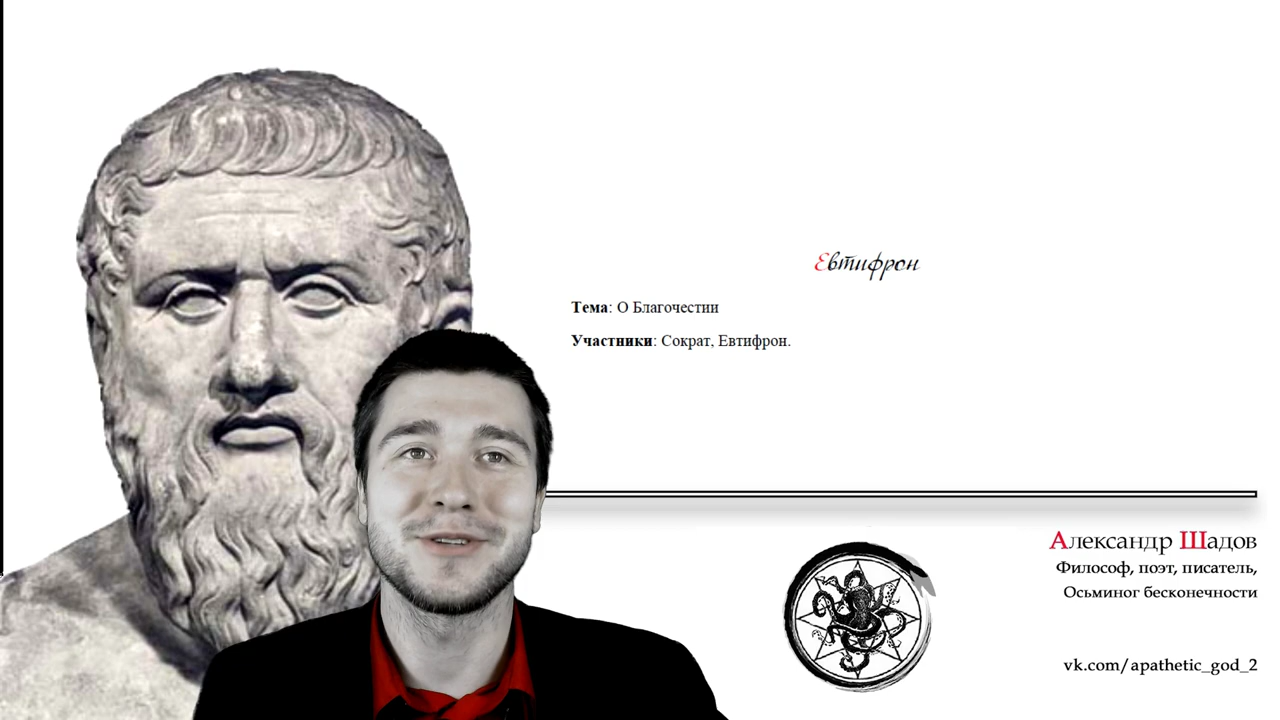 Евтифрон
Тема: О Благочестии
Участники: Сократ, Евтифрон.
Александр Шадов
Философ, поэт, писатель,
Осьминог бесконечности
vk.com/apathetic_god_2